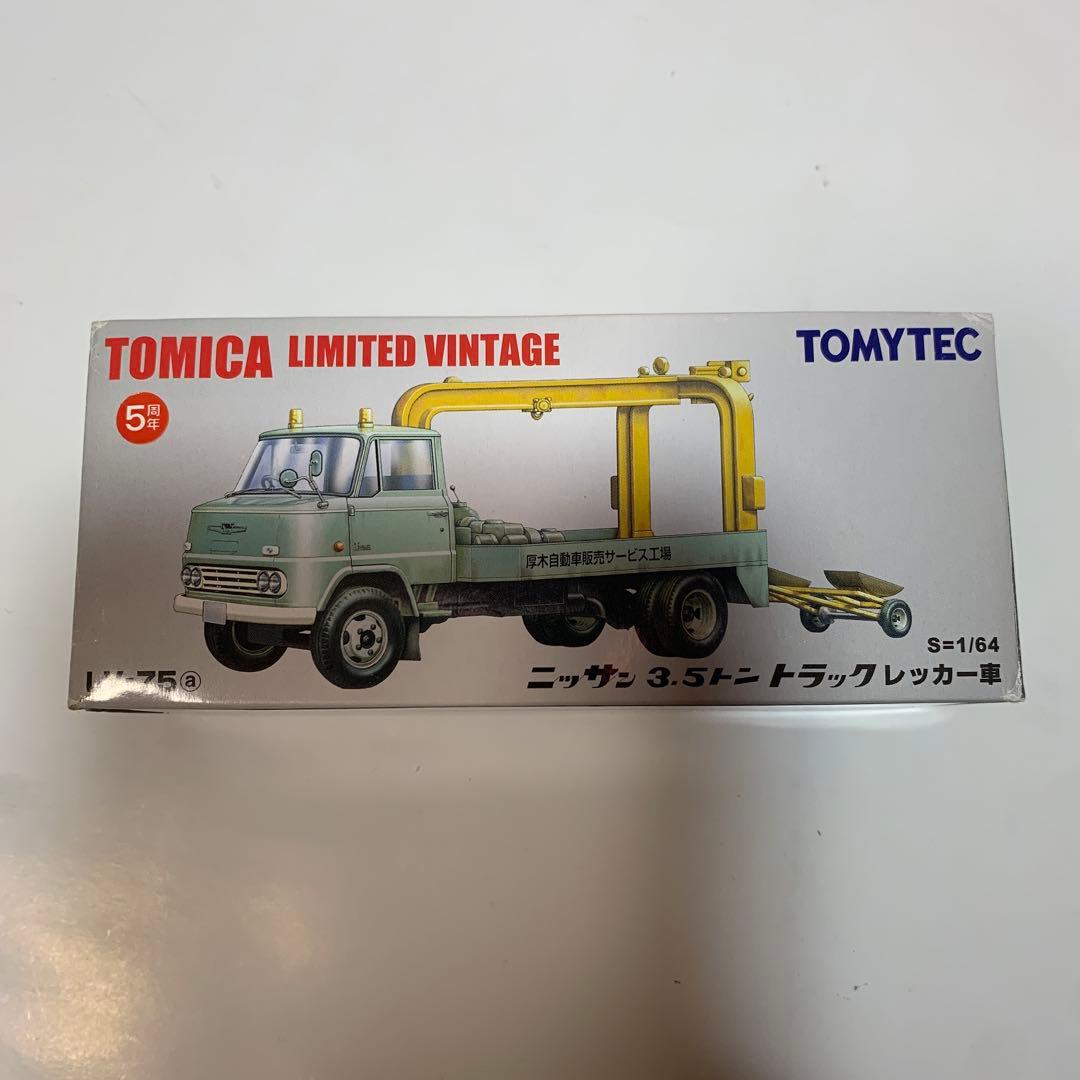 TOMICA LIMITED VINTAGE
TOMYTEC
5周年
厚木自動車販売サービス工場
S=1/64
LV-75ⓐ
ニッサン 3.5トン トラック レッカー車